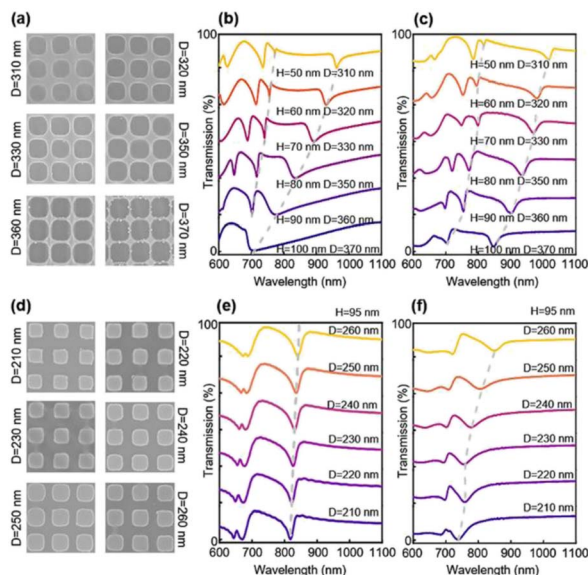 (a)
D=310 nm
D=320 nm
D=330 nm
D=350 nm
D=360 nm
D=370 nm
(b)
100
Transmission (%)
0
H=50 nm D=310 nm
H=60 nm D=320 nm
H=70 nm D=330 nm
H=80 nm D=350 nm
H=90 nm D=360 nm
H=100 nm D=370 nm
600 700 800 900 1000 1100
Wavelength (nm)
(c)
100
Transmission (%)
0
H=50 nm D=310 nm
H=60 nm D=320 nm
H=70 nm D=330 nm
H=80 nm D=350 nm
H=90 nm D=360 nm
H=100 nm D=370 nm
600 700 800 900 1000 1100
Wavelength (nm)
(d)
D=210 nm
D=220 nm
D=230 nm
D=240 nm
D=250 nm
D=260 nm
(e)
H=95 nm
100
Transmission (%)
0
D=260 nm
D=250 nm
D=240 nm
D=230 nm
D=220 nm
D=210 nm
600 700 800 900 1000 1100
Wavelength (nm)
(f)
H=95 nm
100
Transmission (%)
0
D=260 nm
D=250 nm
D=240 nm
D=230 nm
D=220 nm
D=210 nm
600 700 800 900 1000 1100
Wavelength (nm)